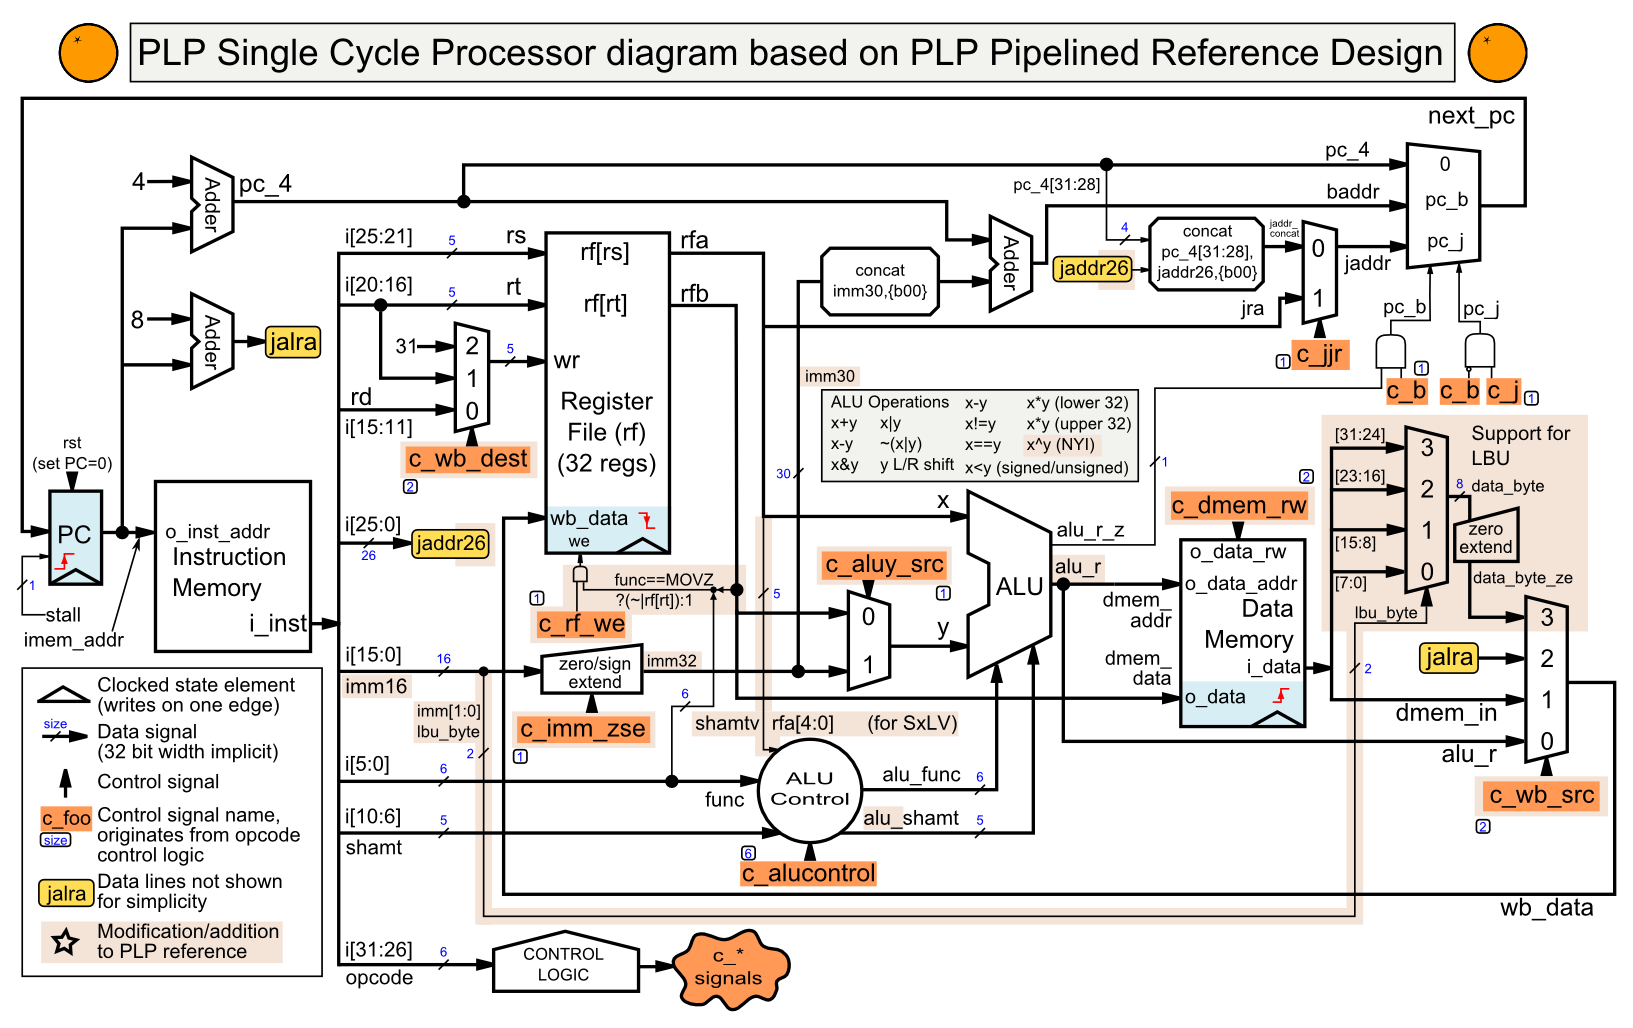 PLP Single Cycle Processor diagram based on PLP Pipelined Reference Design
next_pc
4
Adder
pc_4
8
Adder
jalra
pc_4
pc_4[31:28]
4
baddr
Adder
concat
imm30,{b00}
jaddr26
concat
pc_4[31:28],
jaddr26,{b00}
jaddr_
concat
0
1
jaddr
jra
1
c_jjr
0
pc_b
pc_j
pc_b
pc_j
1
c_b
c_b
c_j
1
i[25:21]
5
rs
i[20:16]
5
rt
31
2
1
0
5
rd
i[15:11]
c_wb_dest
2
rf[rs]
rf[rt]
wr
Register
File (rf)
(32 regs)
wb_data
we
rfa
rfb
rst
(set PC=0)
PC
1
stall
imem_addr
o_inst_addr
Instruction
Memory
i_inst
i[25:0]
26
jaddr26
func==MOVZ
?(~|rf[rt]):1
1
c_rf_we
5
imm30
30
ALU Operations
x+y
x-y
x&y
x|y
~(x|y)
y L/R shift
x-y
x!=y
x==y
x<y (signed/unsigned)
x*y (lower 32)
x*y (upper 32)
x^y (NYI)
1
c_aluy_src
1
0
1
x
y
ALU
alu_r_z
alu_r
dmem_
addr
dmem_
data
2
c_dmem_rw
o_data_rw
o_data_addr
Data
Memory
i_data
o_data
[31:24]
[23:16]
[15:8]
[7:0]
3
2
1
0
Support for
LBU
8
data_byte
zero
extend
data_byte_ze
lbu_byte
2
jalra
3
2
1
0
dmem_in
alu_r
c_wb_src
2
wb_data
i[15:0]
16
imm16
zero/sign
extend
imm32
c_imm_zse
1
imm[1:0]
lbu_byte
2
6
shamtv
rfa[4:0]
(for SxLV)
i[5:0]
6
func
i[10:6]
5
shamt
ALU
Control
alu_func
6
alu_shamt
5
6
c_alucontrol
i[31:26]
6
opcode
CONTROL
LOGIC
c_*
signals
Clocked state element
(writes on one edge)
size
Data signal
(32 bit width implicit)
Control signal
c_foo
size
Control signal name,
originates from opcode
control logic
jalra
Data lines not shown
for simplicity
Modification/addition
to PLP reference